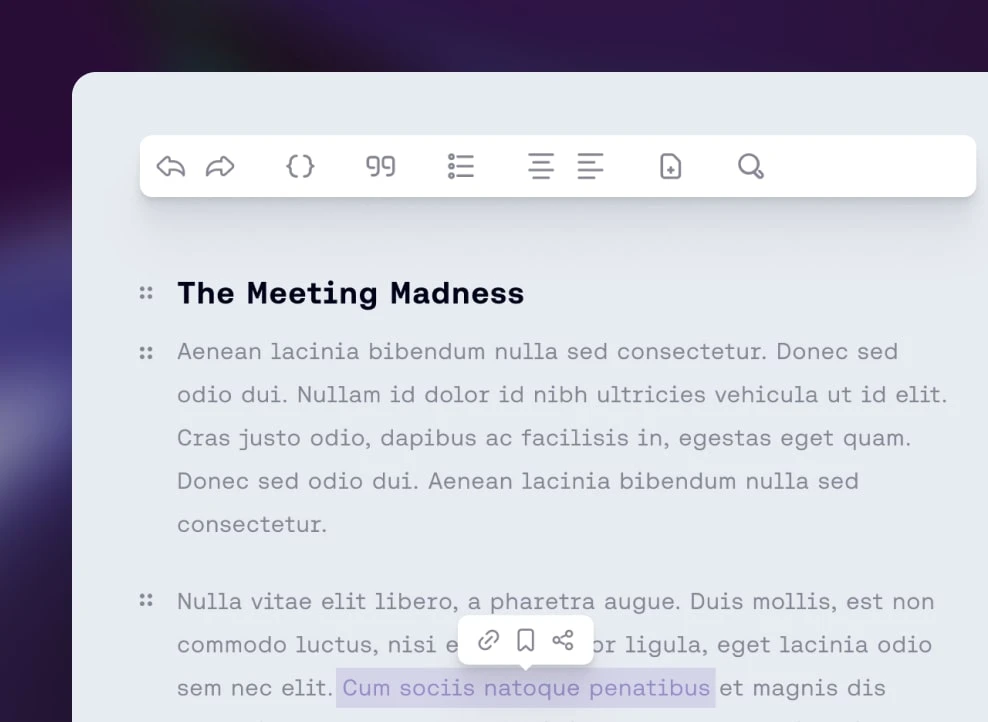 The Meeting Madness
Aenean lacinia bibendum nulla sed consectetur. Donec sed
odio dui. Nullam id dolor id nibh ultricies vehicula ut id elit.
Cras justo odio, dapibus ac facilisis in, egestas eget quam.
Donec sed odio dui. Aenean lacinia bibendum nulla sed
consectetur.
Nulla vitae elit libero, a pharetra augue. Duis mollis, est non
commodo luctus, nisi ligula, eget lacinia odio
sem nec elit. Cum sociis natoque penatibus et magnis dis